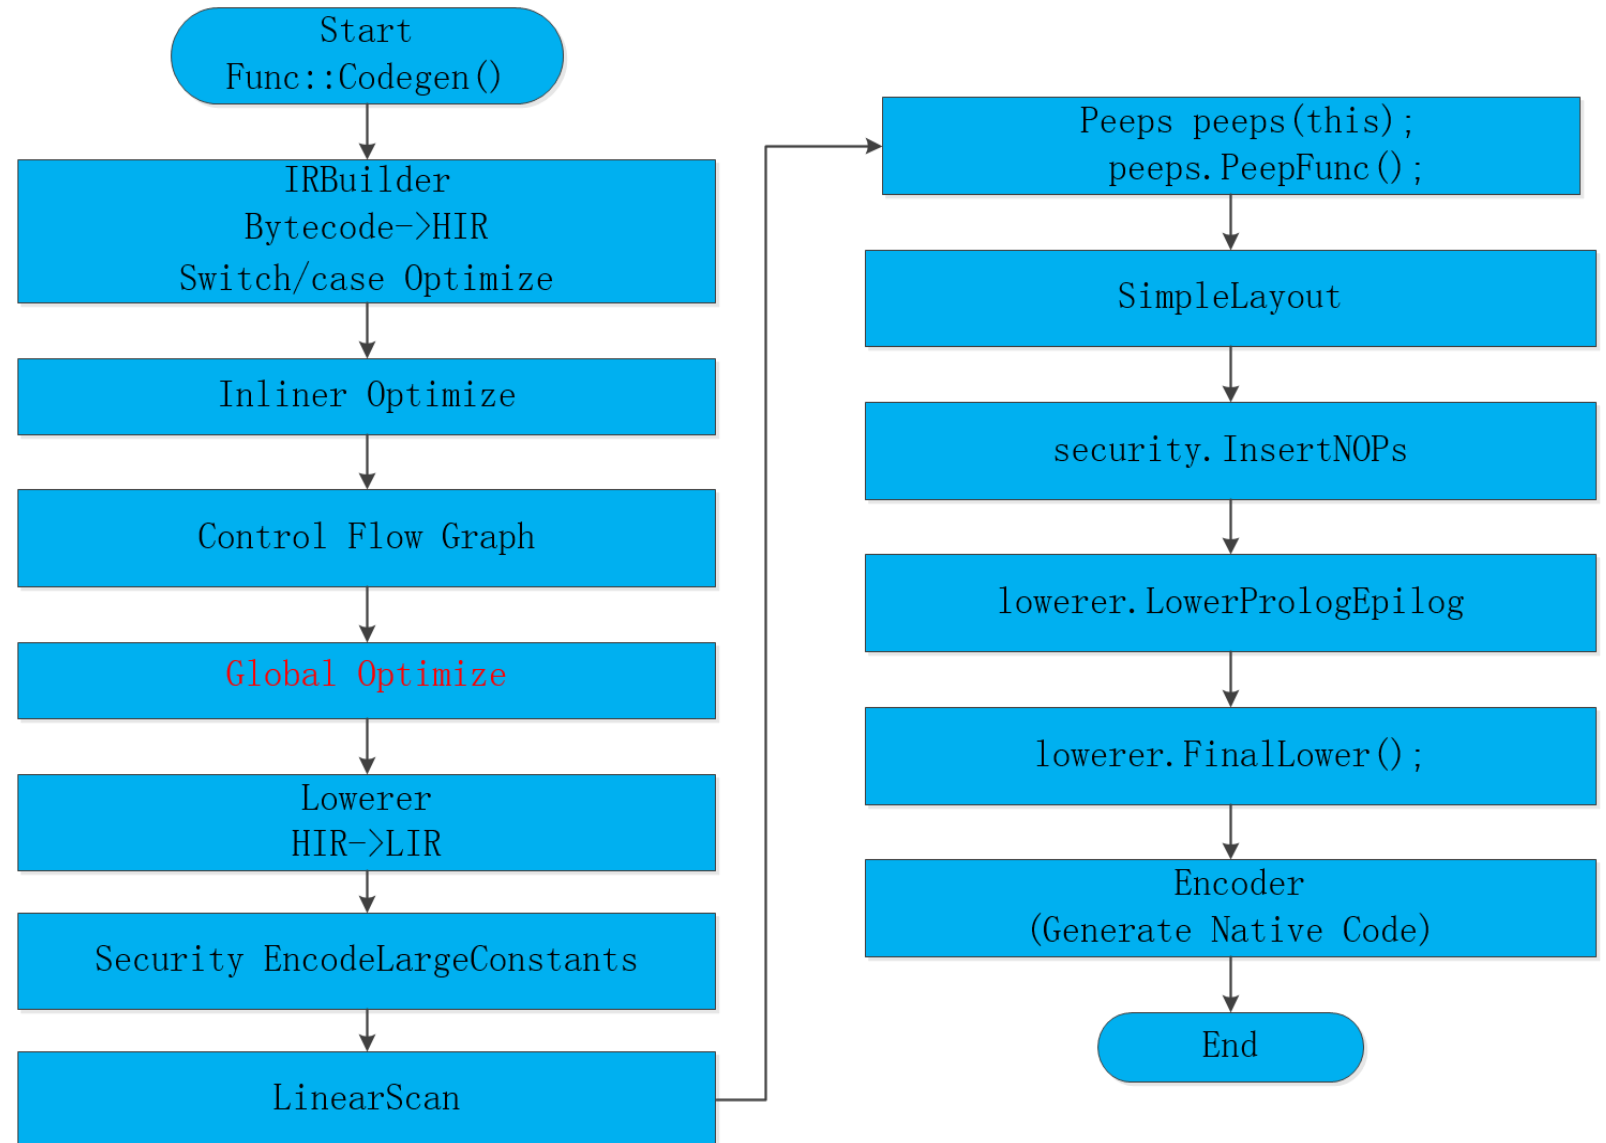 Start
Func::Codegen()
IRBuilder
Bytecode->HIR
Switch/case Optimize
Inliner Optimize
Control Flow Graph
Global Optimize
Lowerer
HIR->LIR
Security EncodeLargeConstants
LinearScan
Peeps peeps(this);
peeps.PeepFunc();
SimpleLayout
security.InsertNOPs
lowerer.LowerPrologEpilog
lowerer.FinalLower();
Encoder
(Generate Native Code)
End